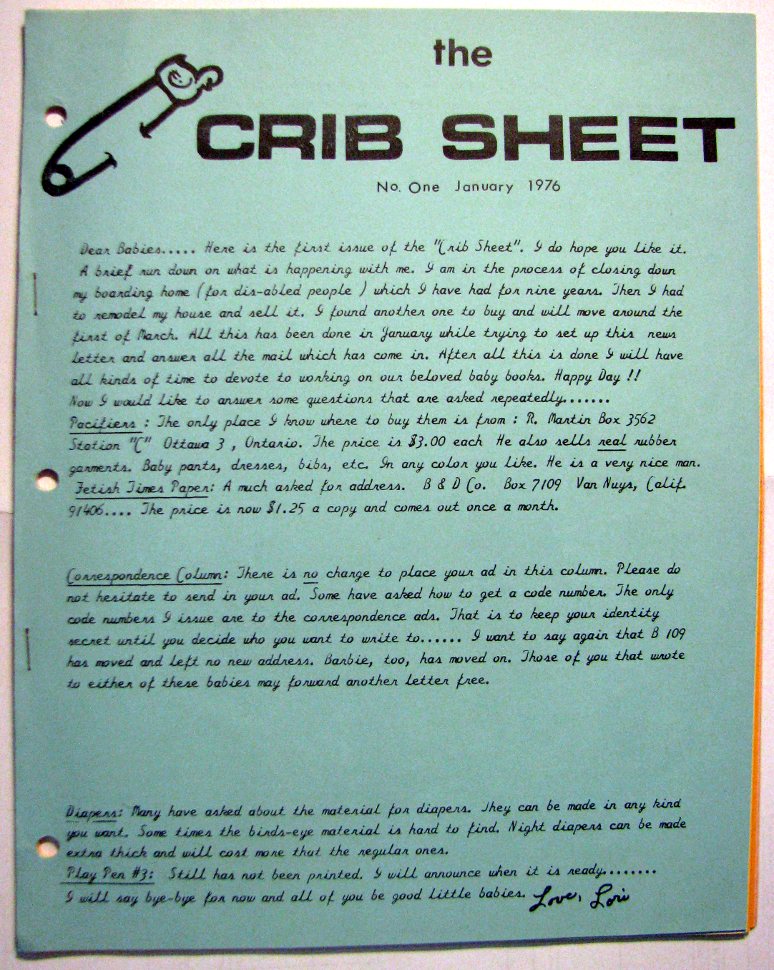 the
CRIB SHEET
No. One January 1976
Dear Babies..... Here is the first issue of the "Crib Sheet". I do hope you like it.
A brief run down on what is happening with me. I am in the process of closing down
my boarding home (for dis-abled people) which I have had for nine years. Then I had
to remodel my house and sell it. I found another one to buy and will move around the
first of March. All this has been done in January while trying to set up this news
letter and answer all the mail which has come in. After all this is done I will have
all kinds of time to devote to working on our beloved baby books. Happy Day !!
Now I would like to answer some questions that are asked repeatedly.......
Pacifiers : The only place I know where to buy them is from : R. Martin Box 3562
Station "C" Ottawa 3 , Ontario. The price is $3.00 each He also sells real rubber
garments. Baby pants, dresses, bibs, etc. In any color you like. He is a very nice man.
Fetish Times Paper: A much asked for address. B & D Co. Box 7109 Van Nuys, Calif.
91406.... The price is now $1.25 a copy and comes out once a month.
Correspondence Column: There is no charge to place your ad in this column. Please do
not hesitate to send in your ad. Some have asked how to get a code number. The only
code numbers I issue are to the correspondence ads. That is to keep your identity
secret until you decide who you want to write to...... I want to say again that B 109
has moved and left no new address. Barbie, too, has moved on. Those of you that wrote
to either of these babies may forward another letter free.
Diapers: Many have asked about the material for diapers. They can be made in any kind
you want. Some times the birds-eye material is hard to find. Night diapers can be made
extra thick and will cost more that the regular ones.
Play Pen #3: Still has not been printed. I will announce when it is ready........
I will say bye-bye for now and all of you be good little babies. Love, Lori